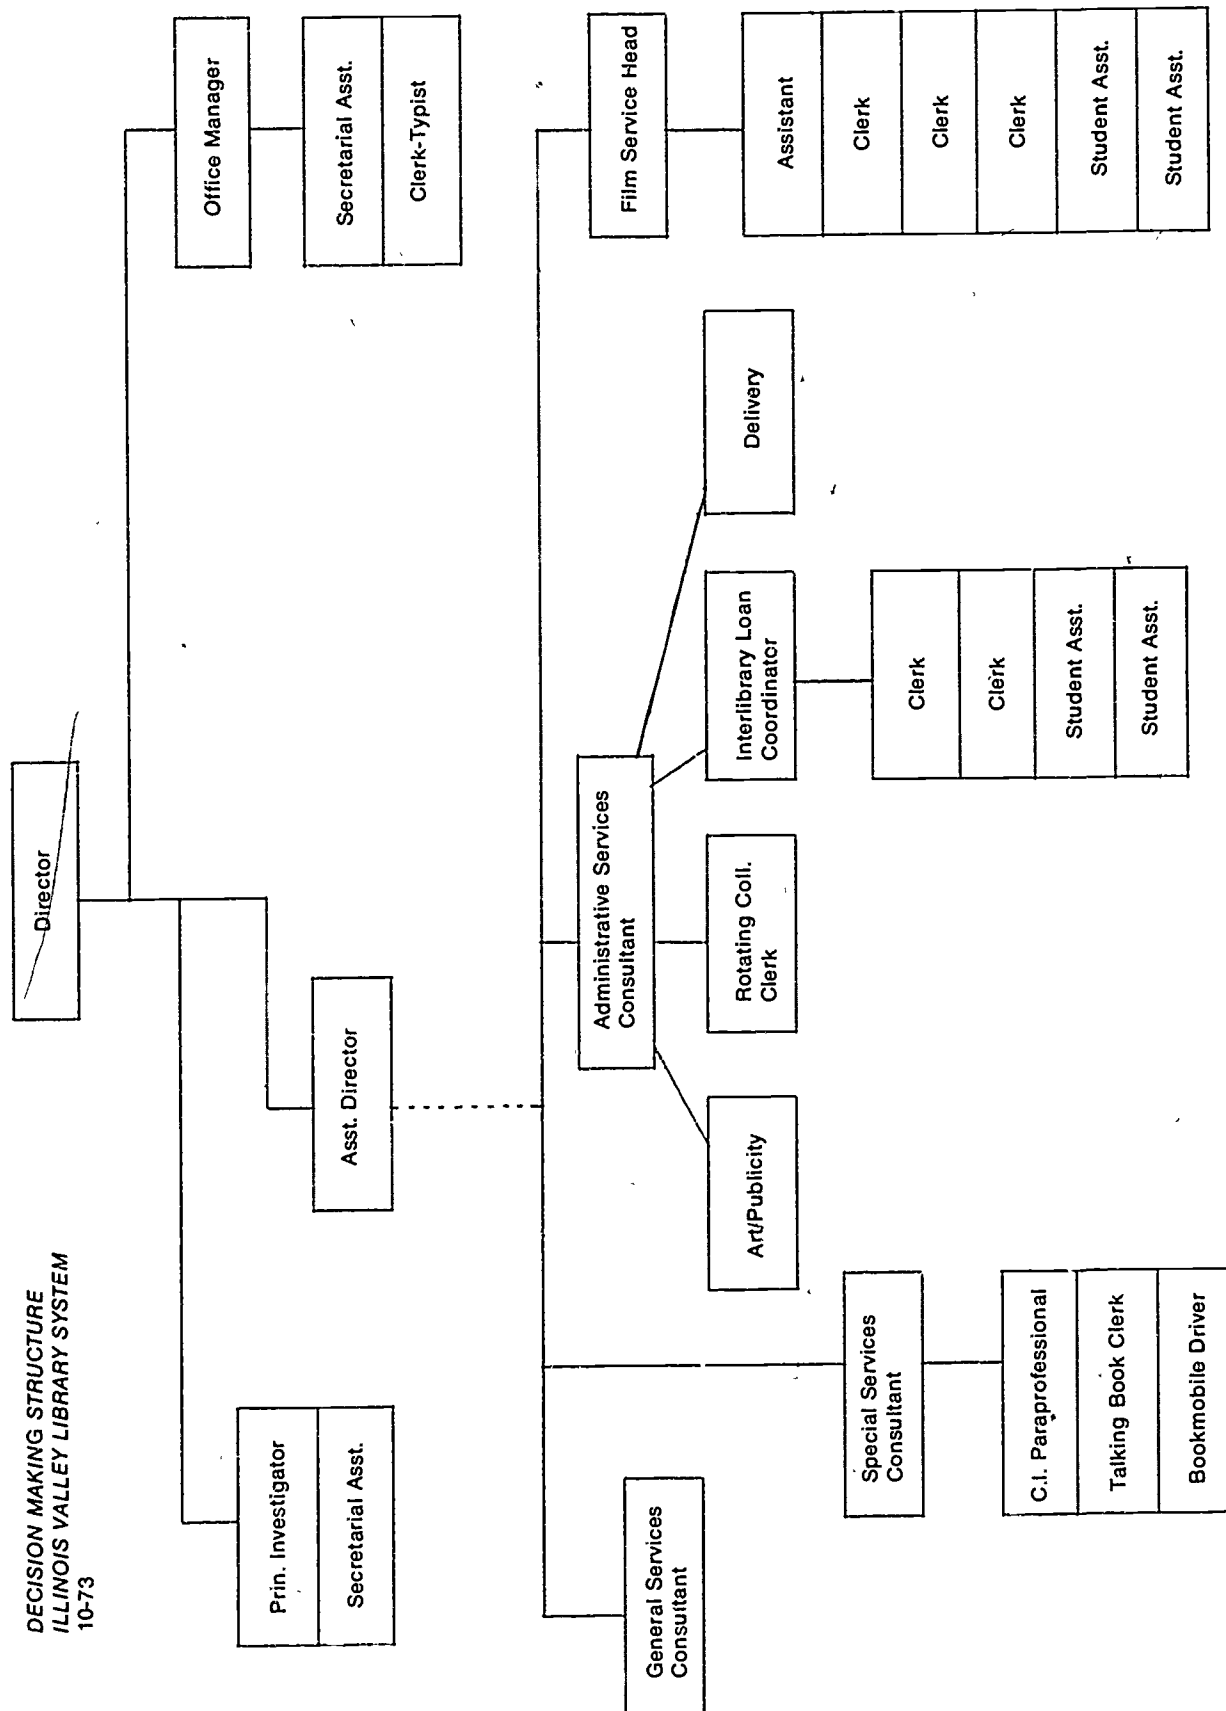 DECISION MAKING STRUCTURE
ILLINOIS VALLEY LIBRARY SYSTEM
10-73
Director
Prin. Investigator
Secretarial Asst.
Asst. Director
Office Manager
Secretarial Asst.
Clerk-Typist
General Services
Consultant
Special Services
Consultant
C.I. Paraprofessional
Talking Book Clerk
Bookmobile Driver
Administrative Services
Consultant
Art/Publicity
Rotating Coll.
Clerk
Interlibrary Loan
Coordinator
Clerk
Clerk
Student Asst.
Student Asst.
Delivery
Film Service Head
Assistant
Clerk
Clerk
Clerk
Student Asst.
Student Asst.